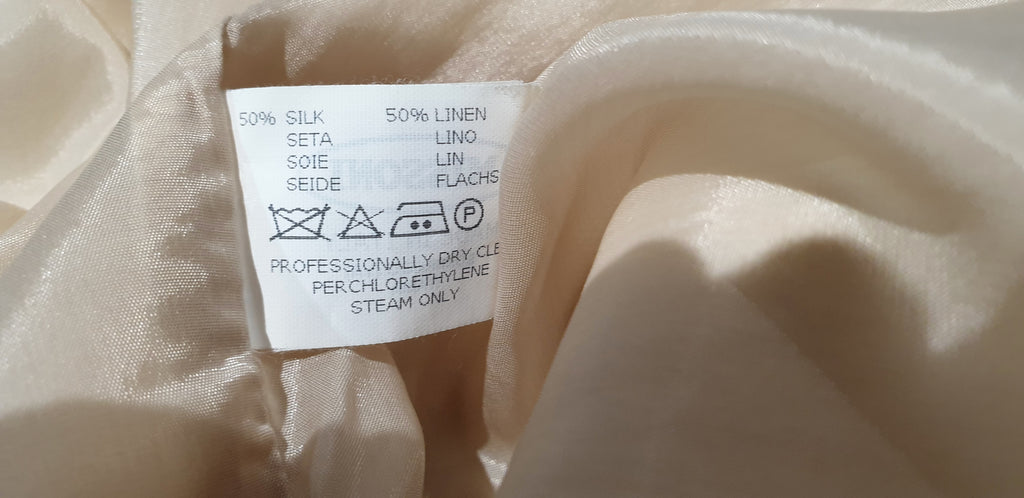 50% SILK 50% LINEN
SETA LINO
SOIE LIN
SEIDE FLACHS
P
PROFESSIONALLY DRY CLE
PERCHLORETHYLENE
STEAM ONLY